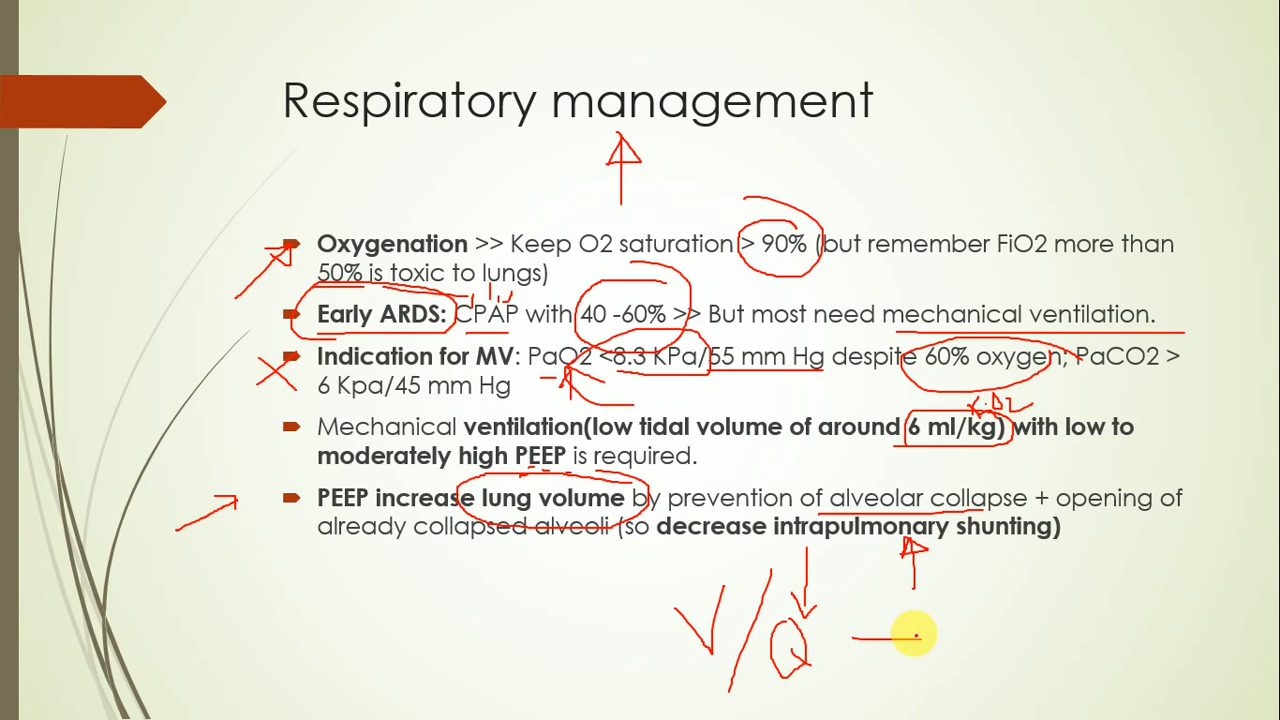 Respiratory management
Oxygenation >> Keep O2 saturation > 90% (but remember FiO2 more than
50% is toxic to lungs)
Early ARDS: CPAP with 40 -60% >> But most need mechanical ventilation.
Indication for MV: PaO2 <8.3 KPa/55 mm Hg despite 60% oxygen; PaCO2 >
6 Kpa/45 mm Hg
Mechanical ventilation(low tidal volume of around 6 ml/kg) with low to
moderately high PEEP is required.
PEEP increase lung volume by prevention of alveolar collapse + opening of
already collapsed alveoli (so decrease intrapulmonary shunting)
V/Q